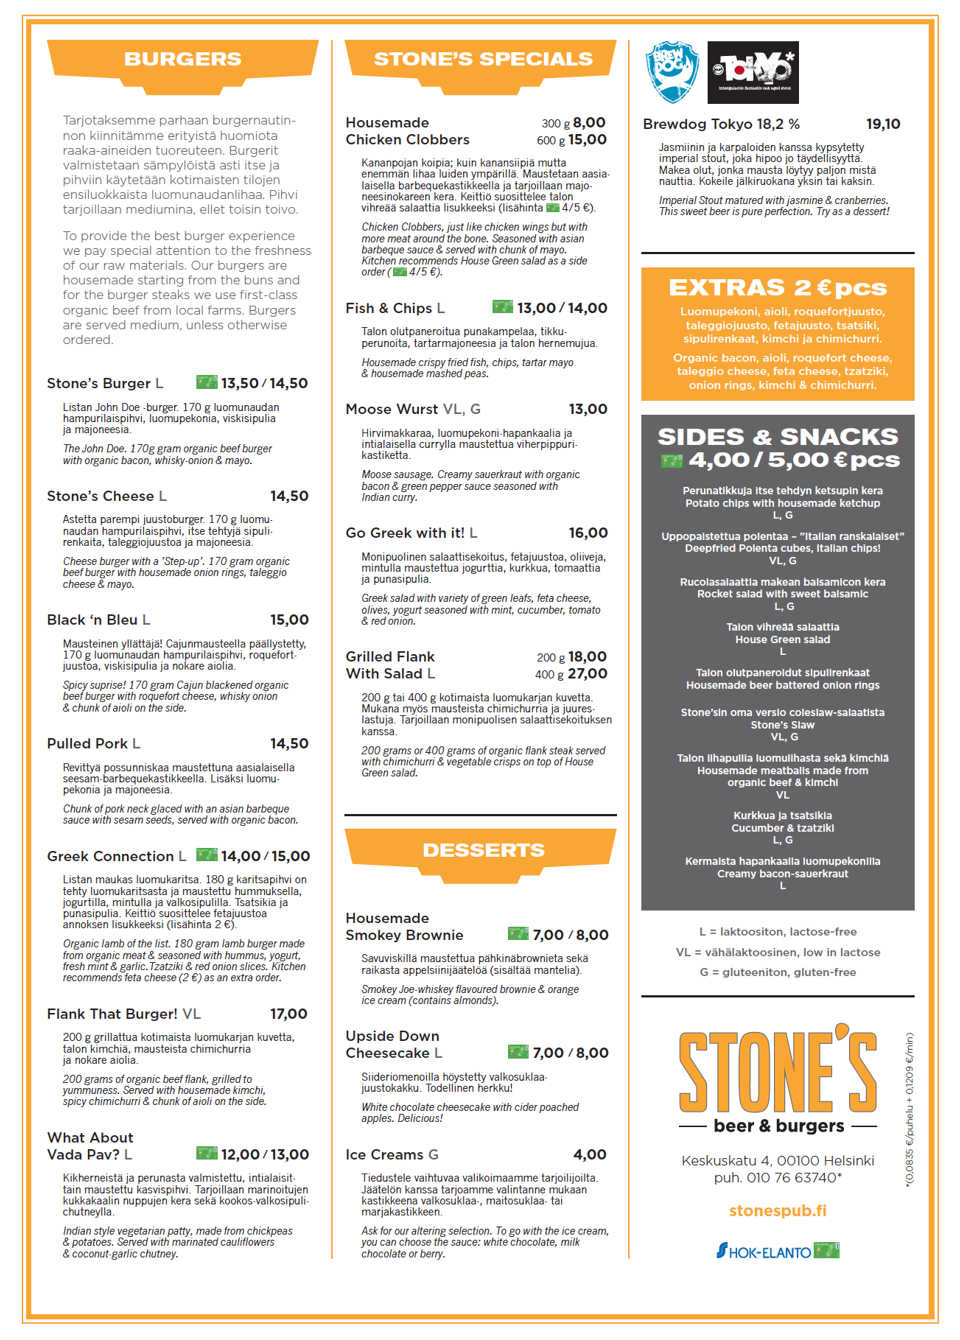 BURGERS
Tarjotaksemme parhaan burgernautin-
non kiinnitämme erityistä huomiota
raaka-aineiden tuoreuteen. Burgerit
valmistetaan sämpylöistä asti itse ja
pihviin käytetään kotimaisten tilojen
ensiluokkaista luomunaudanlihaa. Pihvi
tarjoillaan mediumina, ellet toisin toivo.
To provide the best burger experience
we pay special attention to the freshness
of our raw materials. Our burgers are
housemade starting from the buns and
for the burger steaks we use first-class
organic beef from local farms. Burgers
are served medium, unless otherwise
ordered.
Stone's Burger L 13,50 / 14,50
Listan John Doe -burger. 170 g luomunaudan
hampurilaispihvi, luomupekonia, viskisipulia
ja majoneesia.
The John Doe. 170g gram organic beef burger
with organic bacon, whisky-onion & mayo.
Stone's Cheese L 14,50
Astetta parempi juustoburger. 170 g luomu-
naudan hampurilaispihvi, itse tehtyjä sipuli-
renkaita, taleggiojuustoa ja majoneesia.
Cheese burger with a 'Step-up'. 170 gram organic
beef burger with housemade onion rings, taleggio
cheese & mayo.
Black 'n Bleu L 15,00
Mausteinen yllättäjä! Cajunmausteella päällystetty,
170 g luomunaudan hampurilaispihvi, roquefort-
juustoa, viskisipulia ja nokare aiolia.
Spicy suprise! 170 gram Cajun blackened organic
beef burger with roquefort cheese, whisky onion
& chunk of aioli on the side.
Pulled Pork L 14,50
Revittyä possunniskaa maustettuna aasialaisella
seesam-barbequekastikkeella. Lisäksi luomu-
pekonia ja majoneesia.
Chunk of pork neck glaced with an asian barbeque
sauce with sesam seeds, served with organic bacon.
Greek Connection L 14,00 / 15,00
Listan maukas luomukaritsa. 180 g karitsapihvi on
tehty luomukaritsasta ja maustettu hummuksella,
jogurtilla, mintulla ja valkosipulilla. Tsatsikia ja
punasipulia. Keittiö suosittelee fetajuustoa
annoksen lisukkeeksi (lisähinta 2 €).
Organic lamb of the list. 180 gram lamb burger made
from organic meat & seasoned with hummus, yogurt,
fresh mint & garlic.Tzatziki & red onion slices. Kitchen
recommends feta cheese (2 €) as an extra order.
Flank That Burger! VL 17,00
200 g grillattua kotimaista luomukarjan kuvetta,
talon kimchiä, mausteista chimichurria
ja nokare aiolia.
200 grams of organic beef flank, grilled to
yummuness. Served with housemade kimchi,
spicy chimichurri & chunk of aioli on the side.
What About
Vada Pav? L 12,00 / 13,00
Kikherneistä ja perunasta valmistettu, intialaisit-
tain maustettu kasvispihvi. Tarjoillaan marinoitujen
kukkakaalin nuppujen kera sekä kookos-valkosipuli-
chutneylla.
Indian style vegetarian patty, made from chickpeas
& potatoes. Served with marinated cauliflowers
& coconut-garlic chutney.
STONE'S SPECIALS
Housemade 300 g 8,00
Chicken Clobbers 600 g 15,00
Kananpojan koipia; kuin kanansiipiä mutta
enemmän lihaa luiden ympärillä. Maustetaan aasia-
laisella barbequekastikkeella ja tarjoillaan majo-
neesinokareen kera. Keittiö suosittelee talon
vihreää salaattia lisukkeeksi (lisähinta 4/5 €).
Chicken Clobbers, just like chicken wings but with
more meat around the bone. Seasoned with asian
barbeque sauce & served with chunk of mayo.
Kitchen recommends House Green salad as a side
order ( 4/5 €).
Fish & Chips L 13,00 / 14,00
Talon olutpaneroitua punakampelaa, tikku-
perunoita, tartarmajoneesia ja talon hernemujua.
Housemade crispy fried fish, chips, tartar mayo
& housemade mashed peas.
Moose Wurst VL, G 13,00
Hirvimakkaraa, luomupekoni-hapankaalia ja
intialaisella currylla maustettua viherpippuri-
kastiketta.
Moose sausage. Creamy sauerkraut with organic
bacon & green pepper sauce seasoned with
Indian curry.
Go Greek with it! L 16,00
Monipuolinen salaattisekoitus, fetajuustoa, oliiveja,
mintulla maustettua jogurttia, kurkkua, tomaattia
ja punasipulia.
Greek salad with variety of green leafs, feta cheese,
olives, yogurt seasoned with mint, cucumber, tomato
& red onion.
Grilled Flank 200 g 18,00
With Salad L 400 g 27,00
200 g tai 400 g kotimaista luomukarjan kuvetta.
Mukana myös mausteista chimichurria ja juures-
lastuja. Tarjoillaan monipuolisen salaattisekoituksen
kanssa.
200 grams or 400 grams of organic flank steak served
with chimichurri & vegetable crisps on top of House
Green salad.
DESSERTS
Housemade
Smokey Brownie 7,00 / 8,00
Savuviskillä maustettua pähkinäbrownieta sekä
raikasta appelsiinijäätelöä (sisältää mantelia).
Smokey Joe-whiskey flavoured brownie & orange
ice cream (contains almonds).
Upside Down
Cheesecake L 7,00 / 8,00
Siideriomenoilla höystetty valkosuklaa-
juustokakku. Todellinen herkku!
White chocolate cheesecake with cider poached
apples. Delicious!
Ice Creams G 4,00
Tiedustele vaihtuvaa valikoimaamme tarjoilijoilta.
Jäätelön kanssa tarjoamme valintanne mukaan
kastikkeena valkosuklaa-, maitosuklaa- tai
marjakastikkeen.
Ask for our altering selection. To go with the ice cream,
you can choose the sauce: white chocolate, milk
chocolate or berry.
BREW
DOG
TOKYO*
Brewdog Tokyo 18,2 % 19,10
Jasmiinin ja karpaloiden kanssa kypsytetty
imperial stout, joka hipoo jo täydellisyyttä.
Makea olut, jonka mausta löytyy paljon mistä
nauttia. Kokeile jälkiruokana yksin tai kaksin.
Imperial Stout matured with jasmine & cranberries.
This sweet beer is pure perfection. Try as a dessert!
EXTRAS 2 € pcs
Luomupekoni, aioli, roquefortjuusto,
taleggiojuusto, fetajuusto, tsatsiki,
sipulirenkaat, kimchi ja chimichurri.
Organic bacon, aioli, roquefort cheese,
taleggio cheese, feta cheese, tzatziki,
onion rings, kimchi & chimichurri.
SIDES & SNACKS
4,00 / 5,00 € pcs
Perunatikkuja itse tehdyn ketsupin kera
Potato chips with housemade ketchup
L, G
Uppopaistettua polentaa – "Italian ranskalaiset"
Deepfried Polenta cubes, Italian chips!
VL, G
Rucolasalaattia makean balsamicon kera
Rocket salad with sweet balsamic
L, G
Talon vihreää salaattia
House Green salad
L
Talon olutpaneroidut sipulirenkaat
Housemade beer battered onion rings
Stone'sin oma versio coleslaw-salaatista
Stone's Slaw
VL, G
Talon lihapullia luomulihasta sekä kimchiä
Housemade meatballs made from
organic beef & kimchi
VL
Kurkkua ja tsatsikia
Cucumber & tzatziki
L, G
Kermaista hapankaalia luomupekonilla
Creamy bacon-sauerkraut
L
L = laktoositon, lactose-free
VL = vähälaktoosinen, low in lactose
G = gluteeniton, gluten-free
STONE'S
beer & burgers
Keskuskatu 4, 00100 Helsinki
puh. 010 76 63740*
stonespub.fi
HOK-ELANTO
*(0,0835 €/puhelu + 0,1209 €/min)